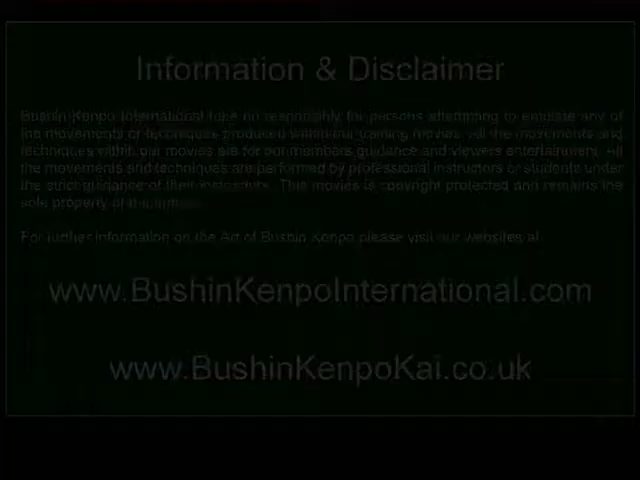 Information & Disclaimer
Bushin Kenpo International take no responsibly for persons attempting to emulate any of
the movements or techniques produced within our training movies. All the movements and
techniques within our movies are for our members guidance and viewers entertainment. All
the movements and techniques are performed by professional instructors or students under
the strict guidance of their instructors. This movies is copyright protected and remains the
sole property of the
For further information on the Art of Bushin Kenpo please visit our websites at
www.BushinKenpoInternational.com
www.BushinKenpoKai.co.uk